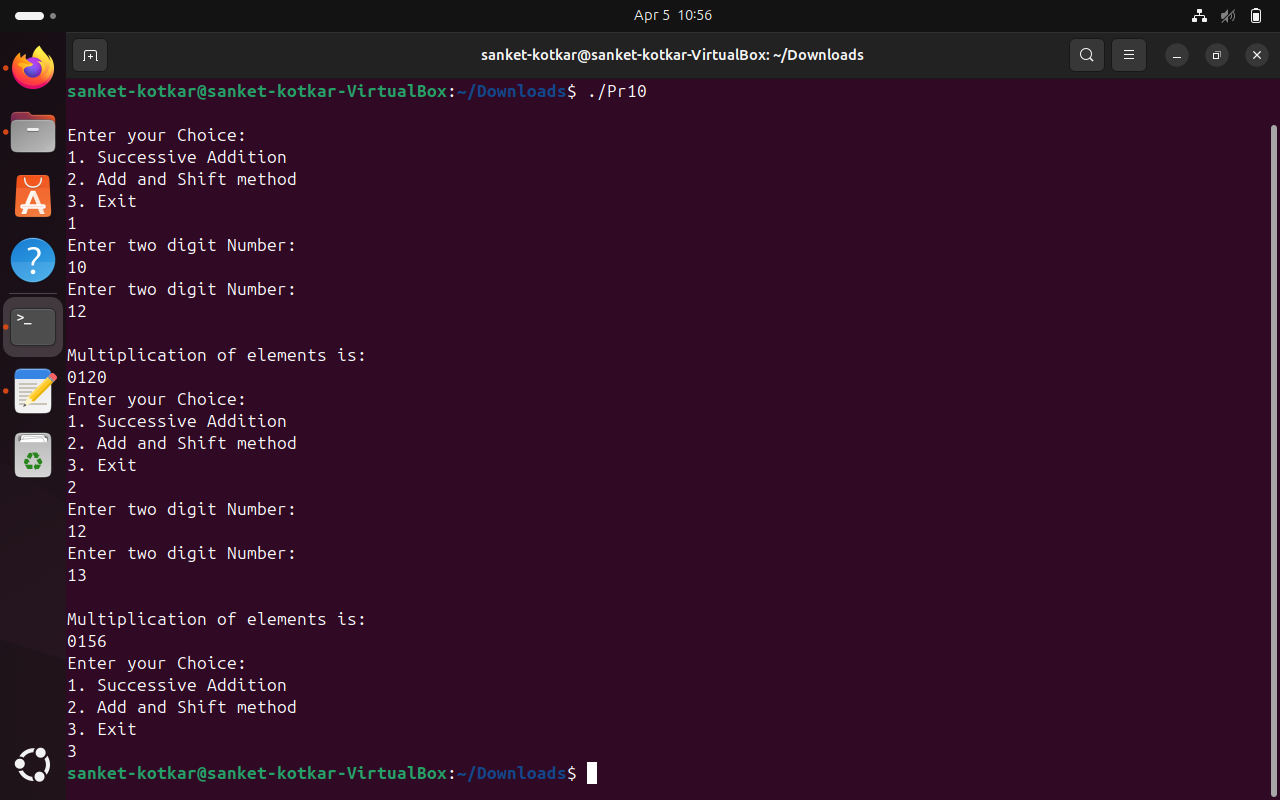 Apr 5 10:56
sanket-kotkar@sanket-kotkar-VirtualBox: ~/Downloads
sanket-kotkar@sanket-kotkar-VirtualBox:~/Downloads$ ./Pr10
Enter your Choice:
1. Successive Addition
2. Add and Shift method
3. Exit
1
Enter two digit Number:
10
Enter two digit Number:
12
Multiplication of elements is:
0120
Enter your Choice:
1. Successive Addition
2. Add and Shift method
3. Exit
2
Enter two digit Number:
12
Enter two digit Number:
13
Multiplication of elements is:
0156
Enter your Choice:
1. Successive Addition
2. Add and Shift method
3. Exit
3
sanket-kotkar@sanket-kotkar-VirtualBox:~/Downloads$